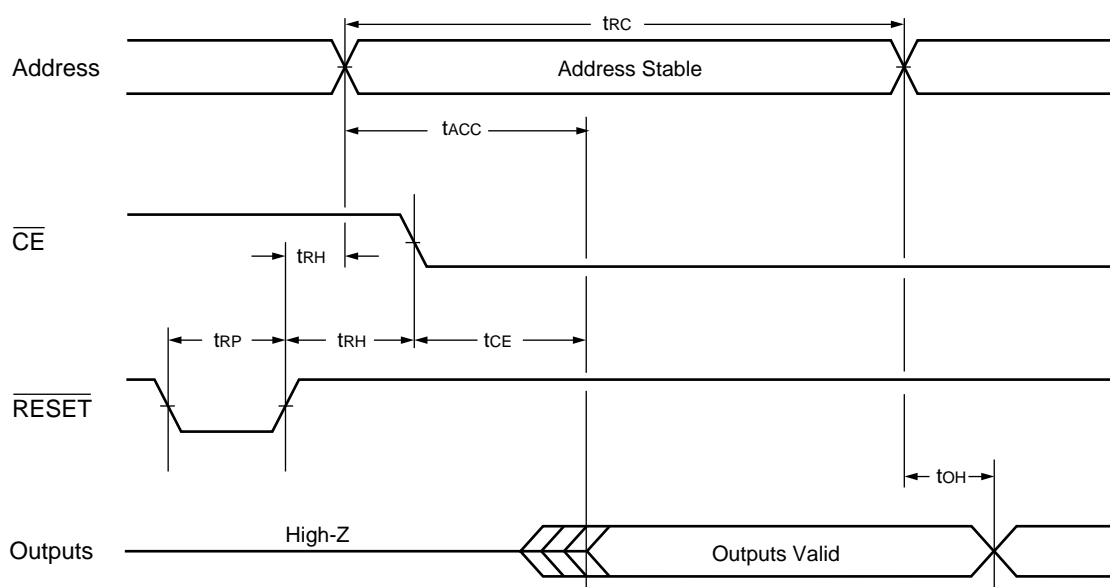 tRC
Address
Address Stable
tACC
CE
tRH
tRP
tRH
tCE
RESET
tOH
High-Z
Outputs
Outputs Valid